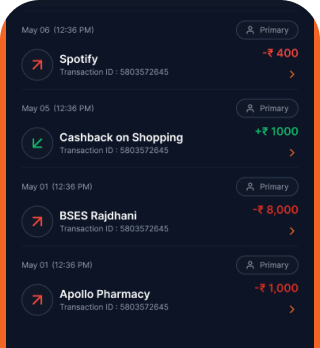 May 06 (12:36 PM) Primary
Spotify -₹ 400
Transaction ID : 5803572645
May 05 (12:36 PM) Primary
Cashback on Shopping +₹ 1000
Transaction ID : 5803572645
May 01 (12:36 PM) Primary
BSES Rajdhani -₹ 8,000
Transaction ID : 5803572645
May 01 (12:36 PM) Primary
Apollo Pharmacy -₹ 1,000
Transaction ID : 5803572645